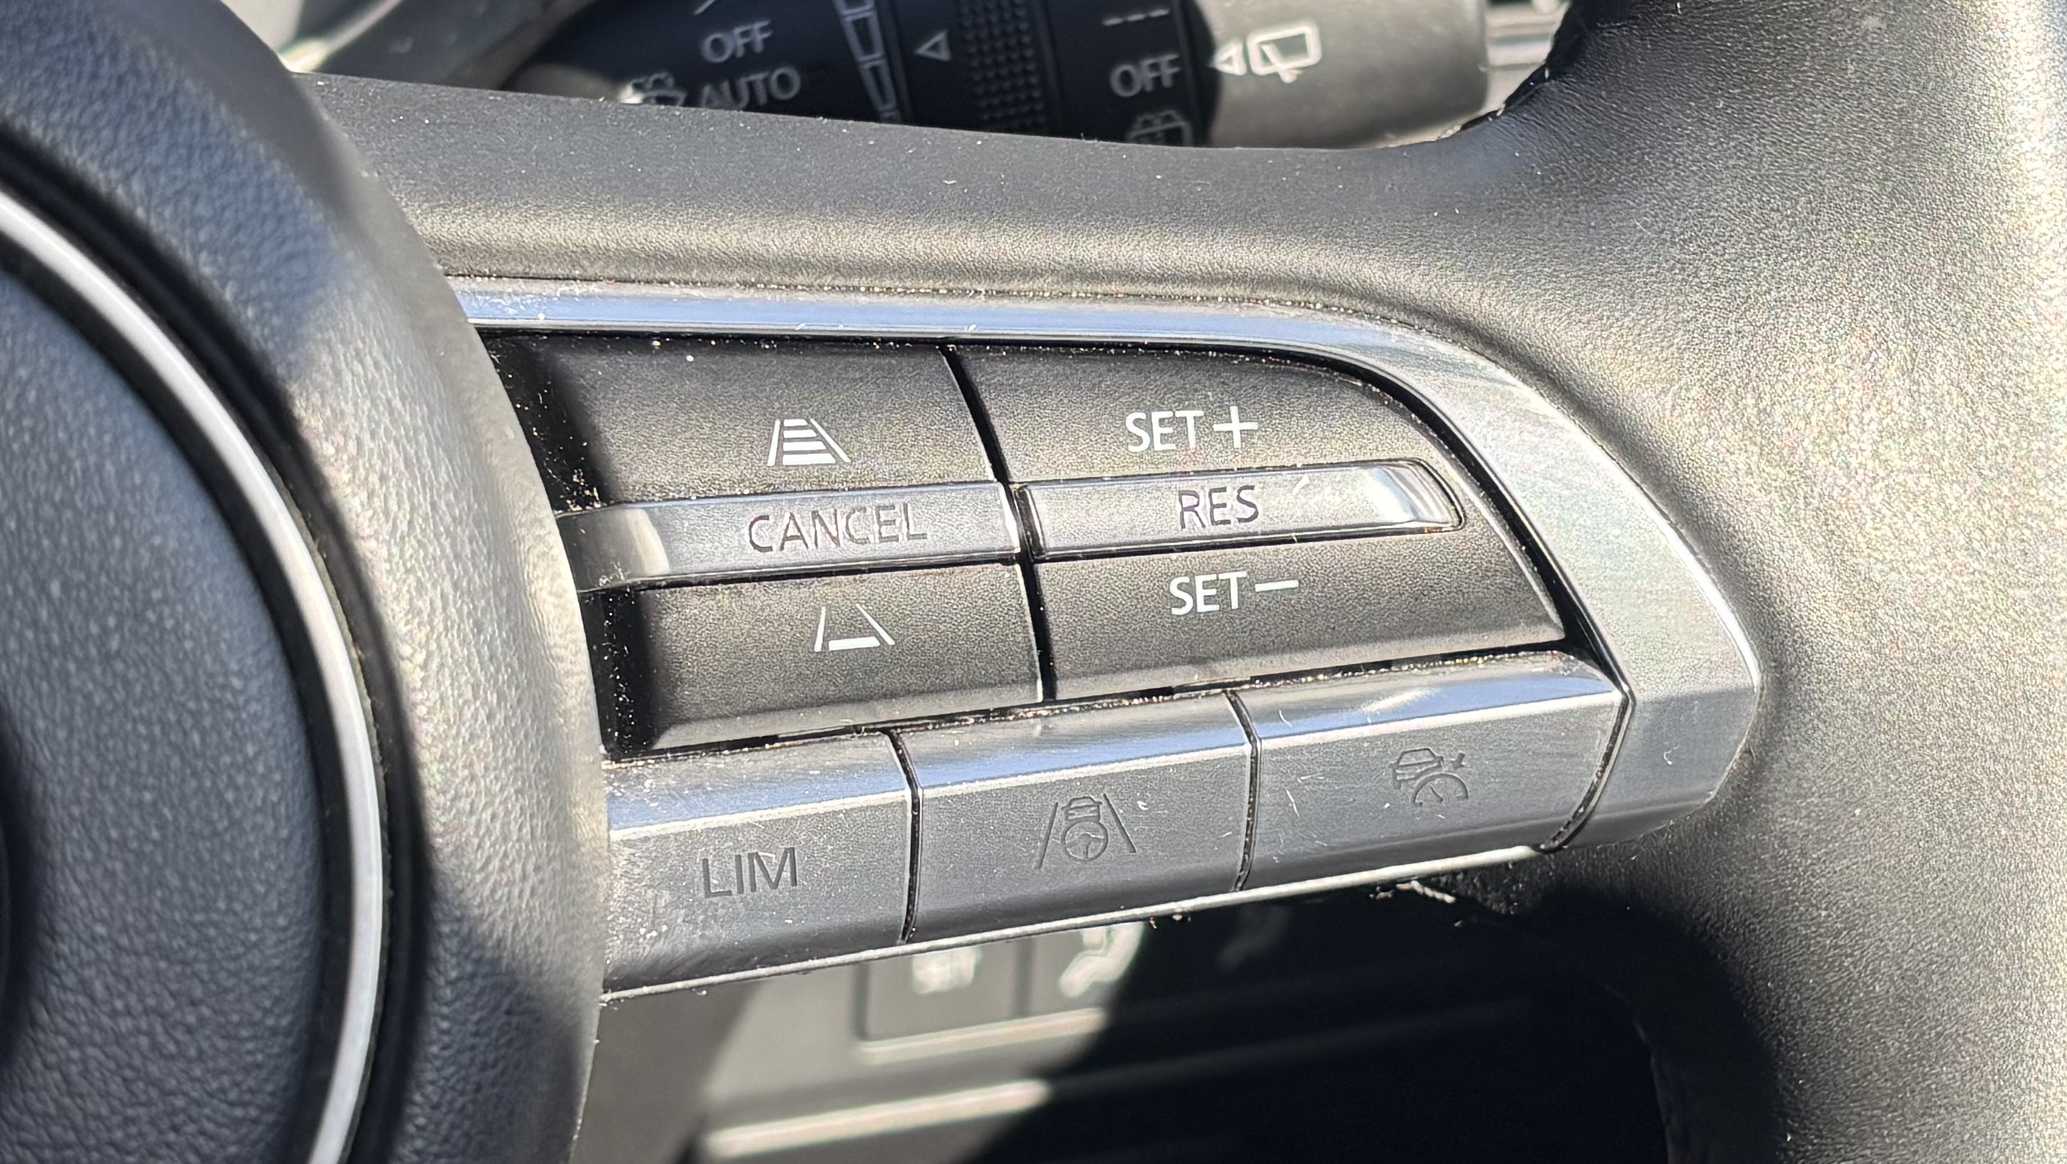 OFF
AUTO
OFF
SET+
CANCEL
RES
SET-
LIM